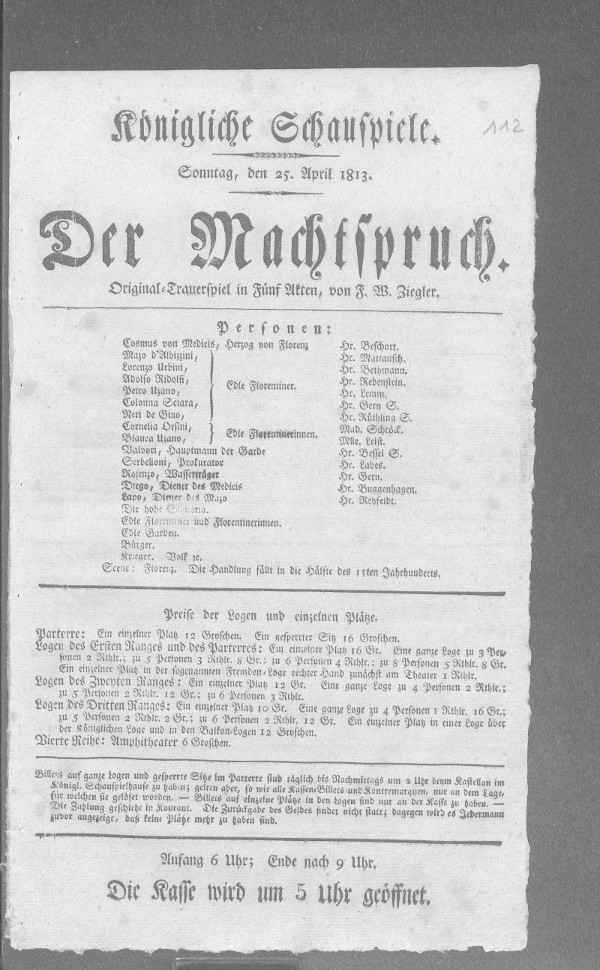 112
Königliche Schauspiele.
Sonntag, den 25. April 1813.
Der Machtspruch.
Original-Trauerspiel in Fünf Akten, von F. W. Ziegler.
Personen:
Cosmus von Medicis, Herzog von Florenz Hr. Beschort.
Mazo d'Albizzini, Hr. Mattausch.
Lorenzo Urbini, Hr. Bethmann.
Adolfo Ridolfi, Edle Florentiner. Hr. Rebenstein.
Petro Uzano, Hr. Lemm.
Colonna Sciara, Hr. Gern S.
Neri de Gino, Hr. Rüthling S.
Cornelia Orsini, Edle Florentinerinnen. Mad. Schröck.
Bianca Uzano, Mlle. Leist.
Valvori, Hauptmann der Garde Hr. Bessel S.
Serbelloni, Prokurator Hr. Labes.
Rosenzo, Wasserträger Hr. Gern.
Diego, Diener des Medicis Hr. Buggenhagen.
Lapo, Diener des Mazo Hr. Rehfeldt.
Die hohe Signoria.
Edle Florentiner und Florentinerinnen.
Edle Garden.
Bürger.
Krieger. Volk ꝛc.
Scene: Florenz. Die Handlung fällt in die Hälfte des 15ten Jahrhunderts.
Preise der Logen und einzelnen Plätze.
Parterre: Ein einzelner Platz 12 Groschen. Ein gesperrter Sitz 16 Groschen.
Logen des Ersten Ranges und des Parterres: Ein einzelner Platz 16 Gr. Eine ganze Loge zu 3 Per-
sonen 2 Rthlr.; zu 5 Personen 3 Rthlr. 8 Gr.; zu 6 Personen 4 Rthlr.; zu 8 Personen 5 Rthlr. 8 Gr.
Ein einzelner Platz in der sogenannten Fremden-Loge rechter Hand zunächst am Theater 1 Rthlr.
Logen des Zweyten Ranges: Ein einzelner Platz 12 Gr. Eine ganze Loge zu 4 Personen 2 Rthlr.;
zu 5 Personen 2 Rthlr. 12 Gr.; zu 6 Personen 3 Rthlr.
Logen des Dritten Ranges: Ein einzelner Platz 10 Gr. Eine ganze Loge zu 4 Personen 1 Rthlr. 16 Gr.;
zu 5 Personen 2 Rthlr. 2 Gr.; zu 6 Personen 2 Rthlr. 12 Gr. Ein einzelner Platz in einer Loge über
der Königlichen Loge und in den Balkon-Logen 12 Groschen.
Vierte Reihe: Amphitheater 6 Groschen.
Billets auf ganze Logen und gesperrte Sitze im Parterre sind täglich bis Nachmittags um 2 Uhr beym Kastellan im
Königl. Schauspielhause zu haben; gelten aber, so wie alle Kassen-Billets und Kontremarquen, nur an dem Tage,
für welchen sie gelöset worden. — Billets auf einzelne Plätze in den Logen sind nur an der Kasse zu haben. —
Die Zahlung geschieht in Kourant. Die Zurückgabe des Geldes findet nicht statt; dagegen wird es Jedermann
zuvor angezeigt, daß keine Plätze mehr zu haben sind.
Anfang 6 Uhr; Ende nach 9 Uhr.
Die Kasse wird um 5 Uhr geöffnet.